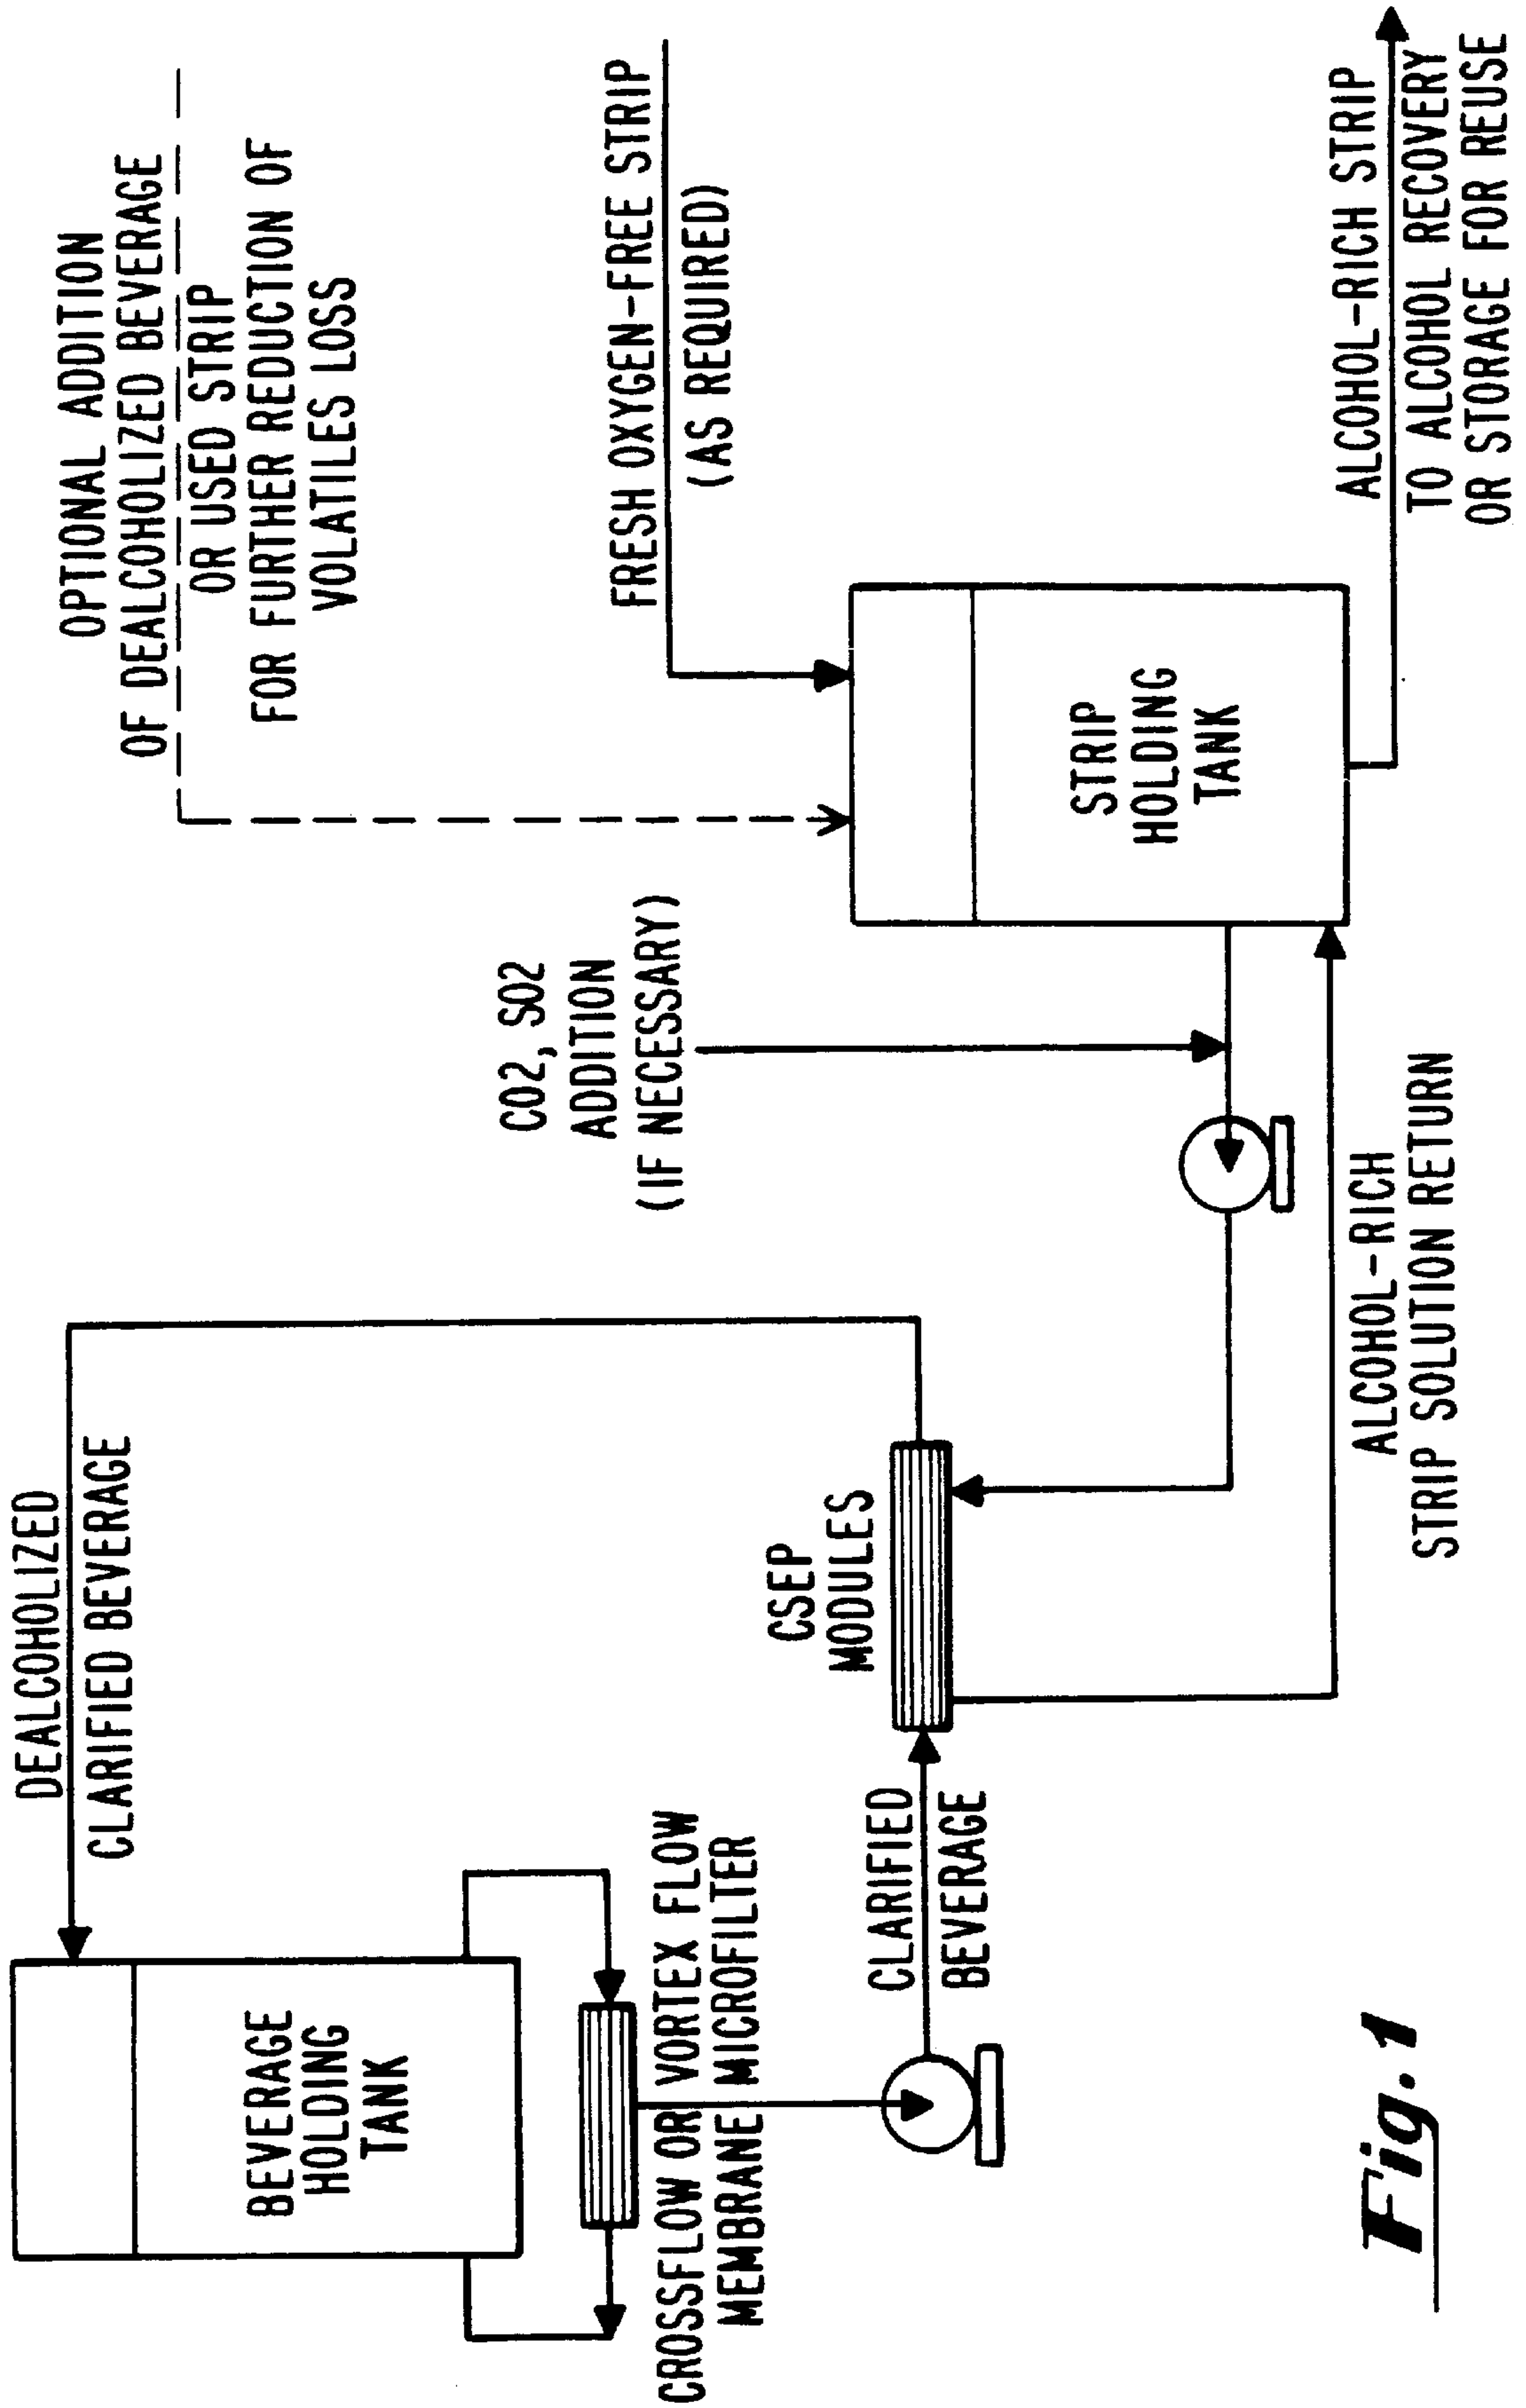 DEALCOHOLIZED
CLARIFIED BEVERAGE
BEVERAGE
HOLDING
TANK
CROSSFLOW OR VORTEX FLOW
MEMBRANE MICROFILTER
CLARIFIED
BEVERAGE
CSEP
MODULES
OPTIONAL ADDITION
OF DEALCOHOLIZED BEVERAGE
OR USED STRIP
FOR FURTHER REDUCTION OF
VOLATILES LOSS
FRESH OXYGEN-FREE STRIP
(AS REQUIRED)
CO2, SO2
ADDITION
(IF NECESSARY)
STRIP
HOLDING
TANK
ALCOHOL-RICH
STRIP SOLUTION RETURN
ALCOHOL-RICH STRIP
TO ALCOHOL RECOVERY
OR STORAGE FOR REUSE
Fig. 1